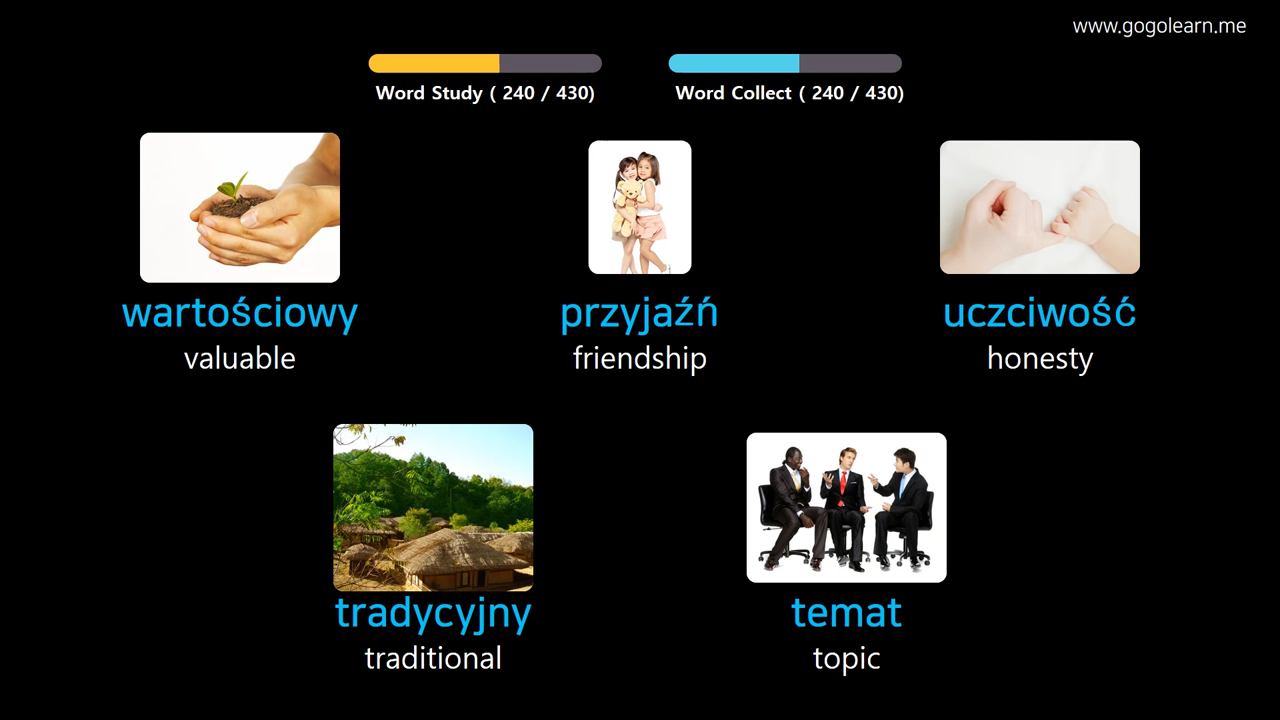 www.gogolearn.me
Word Study ( 240 / 430)
Word Collect ( 240 / 430)
wartościowy
valuable
przyjaźń
friendship
uczciwość
honesty
tradycyjny
traditional
temat
topic